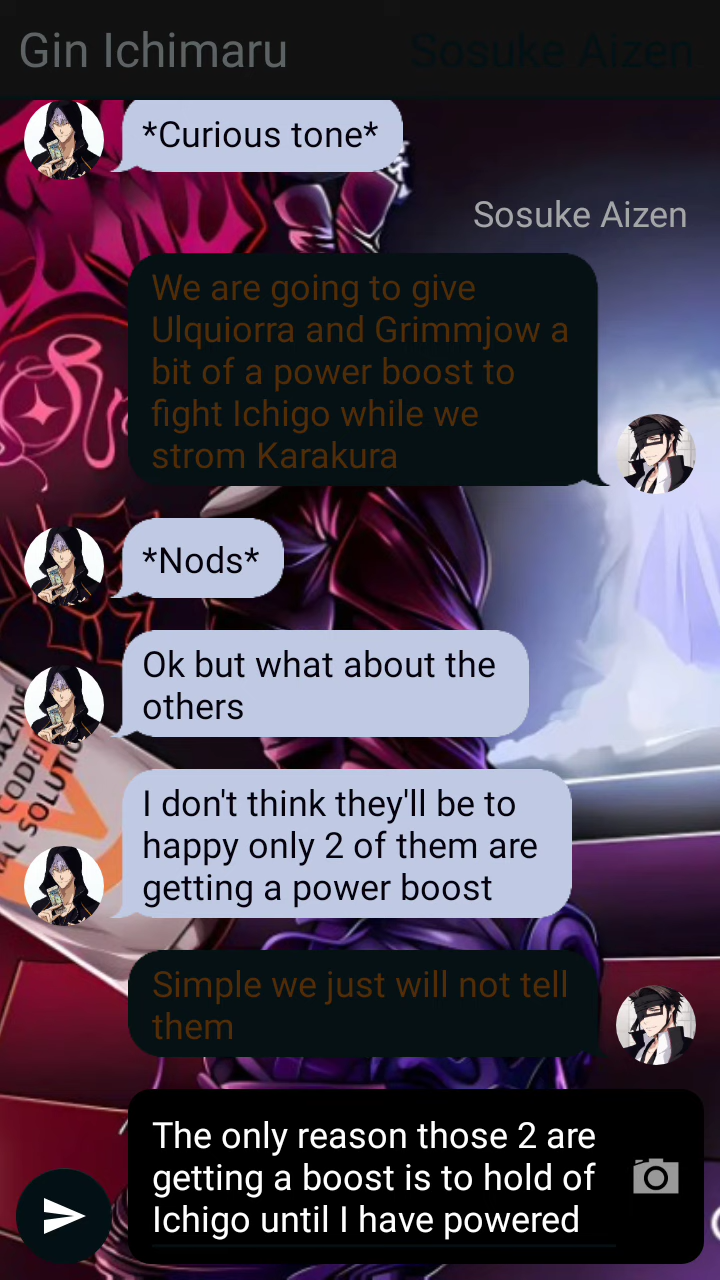 Gin Ichimaru
Sosuke Aizen
*Curious tone*
Sosuke Aizen
We are going to give
Ulquiorra and Grimmjow a
bit of a power boost to
fight Ichigo while we
strom Karakura
*Nods*
Ok but what about the
others
I don't think they'll be to
happy only 2 of them are
getting a power boost
Simple we just will not tell
them
The only reason those 2 are
getting a boost is to hold of
Ichigo until I have powered